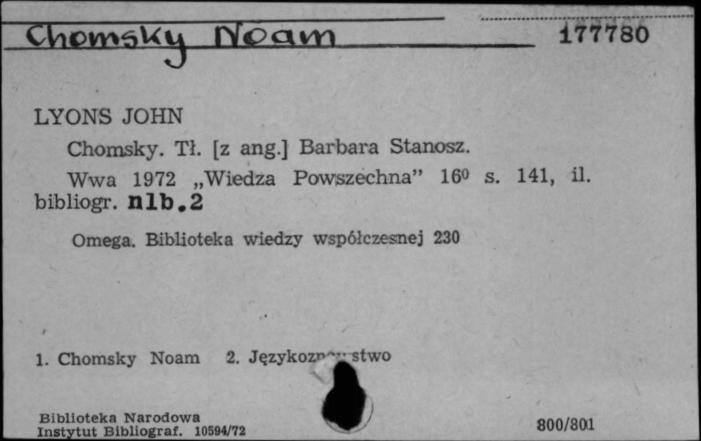 Chomsky Noam 177780
LYONS JOHN
Chomsky. Tł. [z ang.] Barbara Stanosz.
Wwa 1972 „Wiedza Powszechna” 16⁰ s. 141, il.
bibliogr. nlb.2
Omega. Biblioteka wiedzy współczesnej 230
1. Chomsky Noam 2.
Biblioteka Narodowa
Instytut Bibliograf. 10594/72 800/801